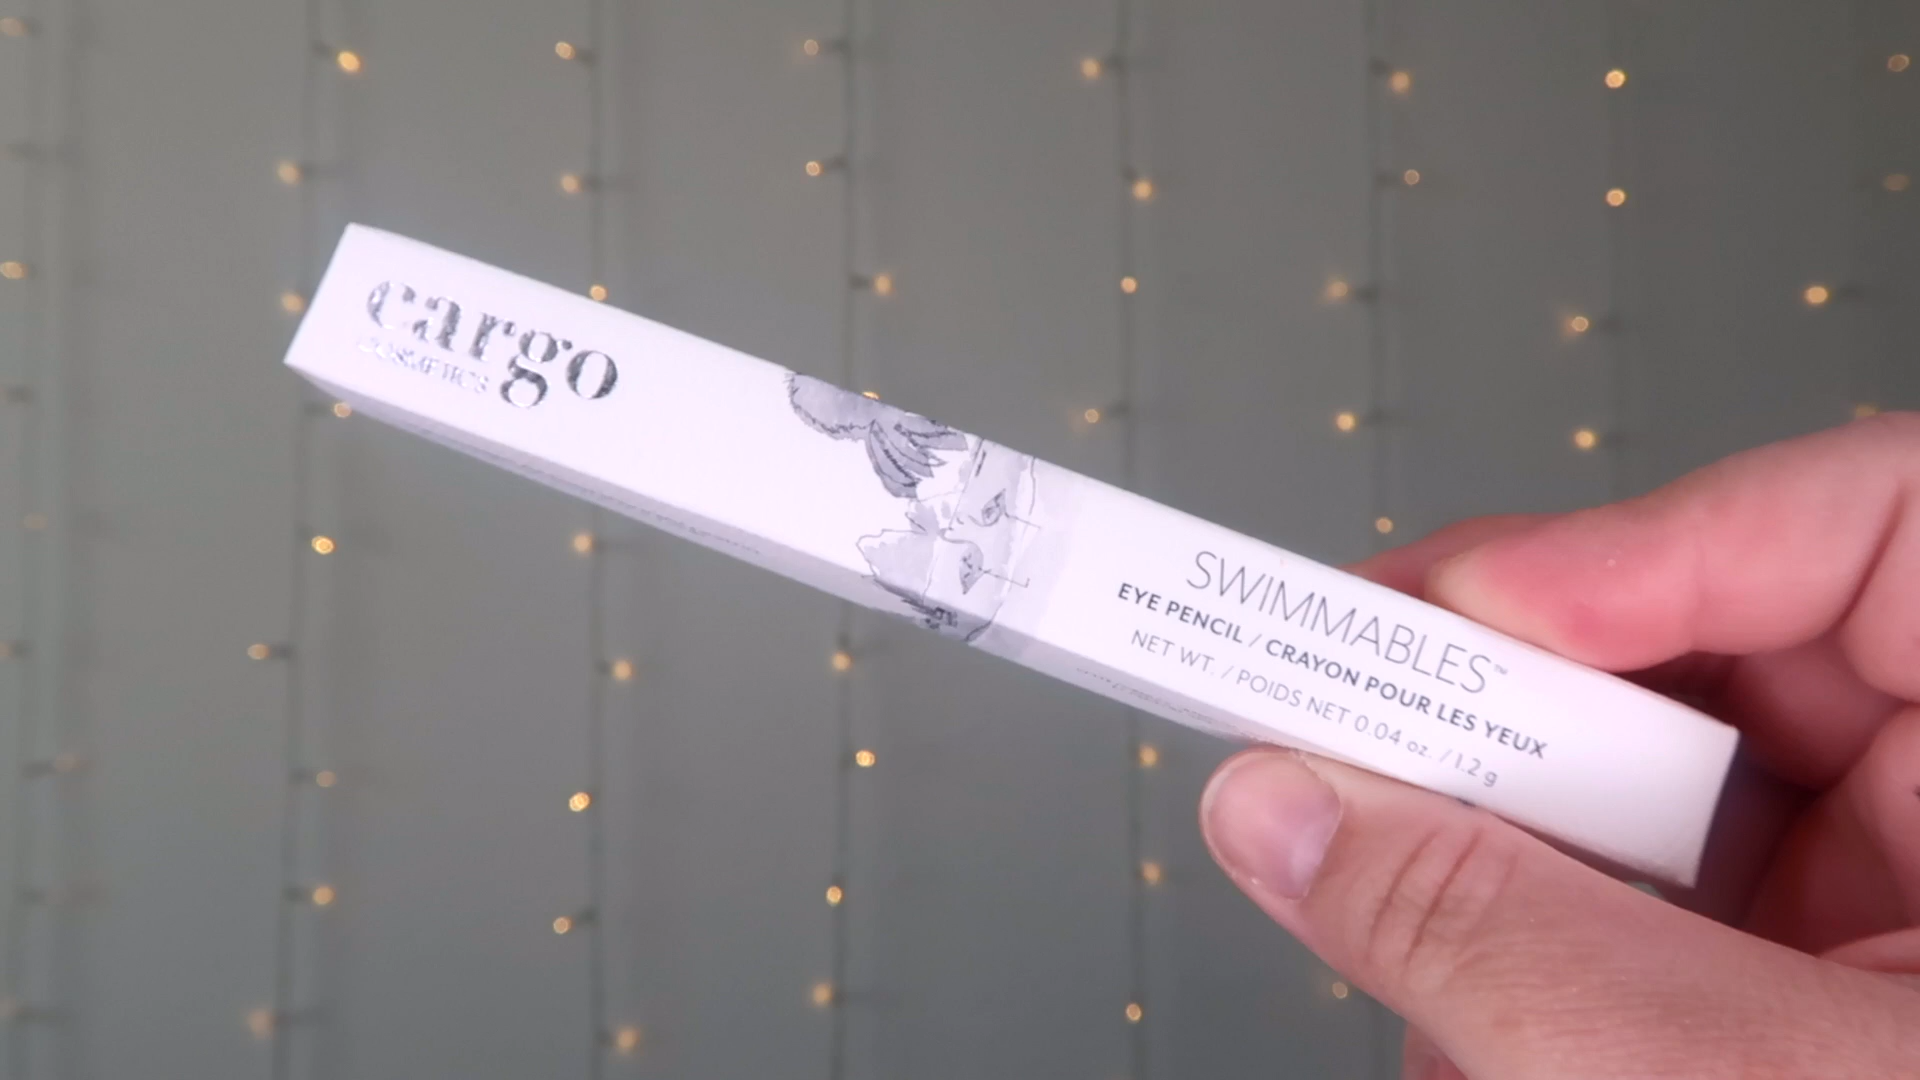 cargo
COSMETICS
SWIMMABLES™
EYE PENCIL / CRAYON POUR LES YEUX
NET WT. / POIDS NET 0.04 oz. / 1.2 g